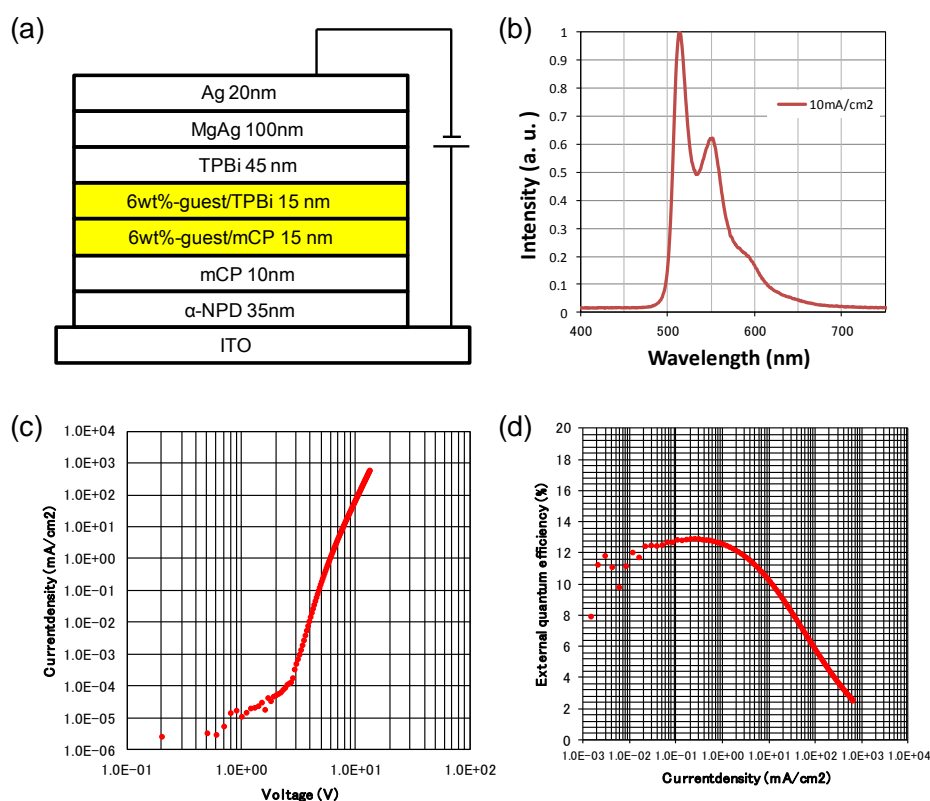 (a)
Ag 20nm
MgAg 100nm
TPBi 45 nm
6wt%-guest/TPBi 15 nm
6wt%-guest/mCP 15 nm
mCP 10nm
α-NPD 35nm
ITO
(b)
1
0.9
0.8
0.7
0.6
0.5
0.4
0.3
0.2
0.1
0
Intensity (a. u. )
10mA/cm2
400
500
600
700
Wavelength (nm)
(c)
1.0E+04
1.0E+03
1.0E+02
1.0E+01
1.0E+00
1.0E-01
1.0E-02
1.0E-03
1.0E-04
1.0E-05
1.0E-06
Currentdensity (mA/cm2)
1.0E-01
1.0E+00
1.0E+01
1.0E+02
Voltage (V)
(d)
20
18
16
14
12
10
8
6
4
2
0
External quantum efficiency (%)
1.0E-03
1.0E-02
1.0E-01
1.0E+00
1.0E+01
1.0E+02
1.0E+03
1.0E+04
Currentdensity (mA/cm2)